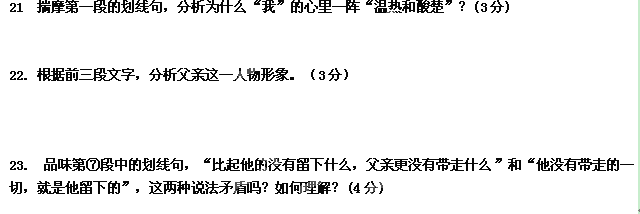 21 揣摩第一段的划线句，分析为什么“我”的心里一阵“温热和酸楚”？(3分)
22. 根据前三段文字，分析父亲这一人物形象。（3分）
23. 品味第⑦段中的划线句，“比起他的没有留下什么，父亲更没有带走什么”和“他没有带走的一
切，就是他留下的”，这两种说法矛盾吗？如何理解？(4分)